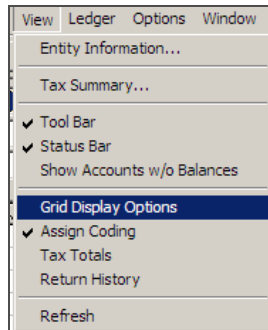 View Ledger Options Window
Entity Information...
Tax Summary...
Tool Bar
Status Bar
Show Accounts w/o Balances
Grid Display Options
Assign Coding
Tax Totals
Return History
Refresh